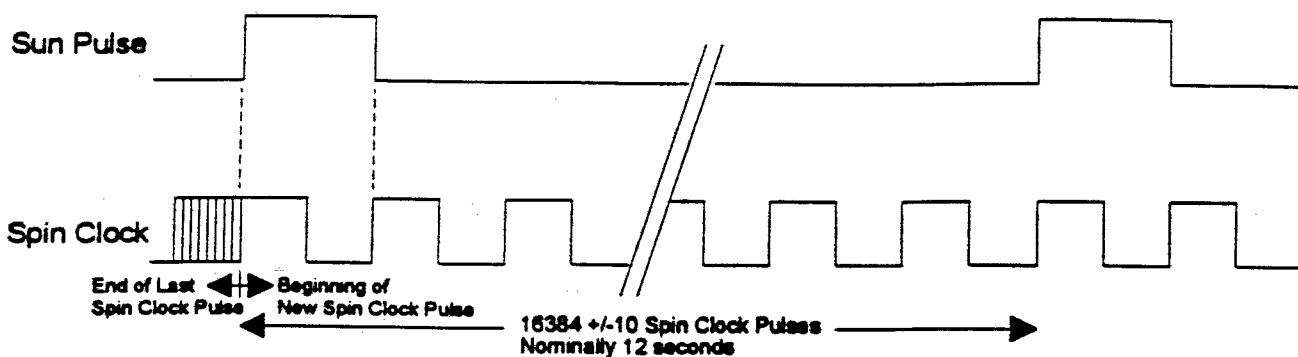 Sun Pulse
Spin Clock
End of Last
Spin Clock Pulse
Beginning of
New Spin Clock Pulse
16384 +/-10 Spin Clock Pulses
Nominally 12 seconds